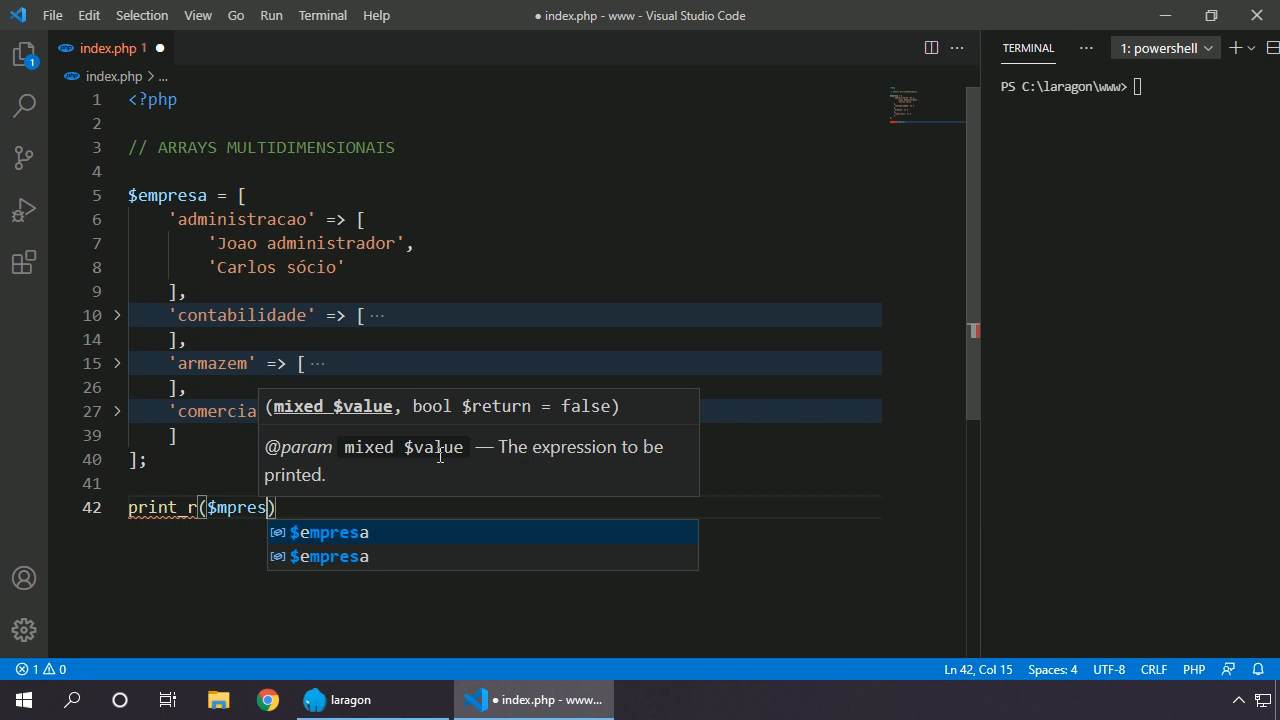 File Edit Selection View Go Run Terminal Help ● index.php - www - Visual Studio Code
index.php 1 ●
TERMINAL ··· 1: powershell
index.php > ...
PS C:\laragon\www>
1 <?php
2
3 // ARRAYS MULTIDIMENSIONAIS
4
5 $empresa = [
6 'administracao' => [
7 'Joao administrador',
8 'Carlos sócio'
9 ],
10 'contabilidade' => [ ···
14 ],
15 'armazem' => [ ···
26 ],
27 'comercia
39 ]
40 ];
41
42 print_r($mpres)
(mixed $value, bool $return = false)
@param mixed $value — The expression to be
printed.
$empresa
$empresa
1 0 Ln 42, Col 15 Spaces: 4 UTF-8 CRLF PHP
laragon ● index.php - www...